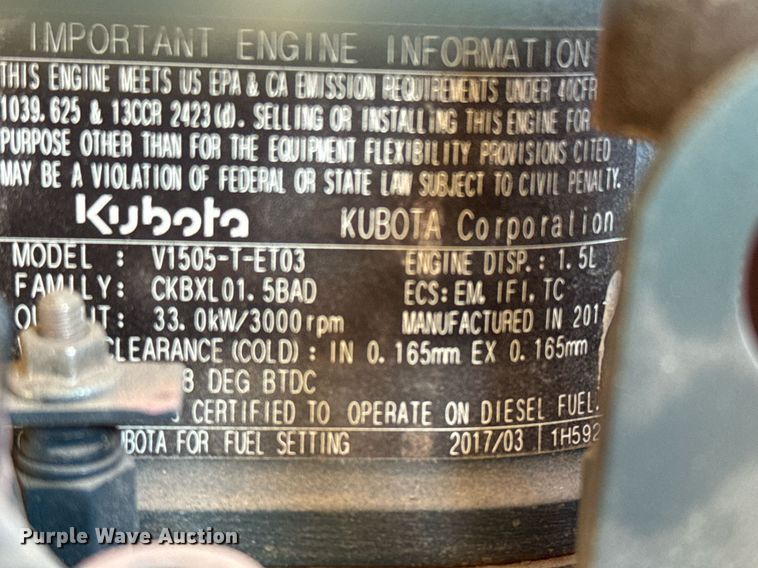 IMPORTANT ENGINE INFORMATION
THIS ENGINE MEETS US EPA & CA EMISSION REQUIREMENTS UNDER 40CFR
1039.625 & 13CCR 2423(d). SELLING OR INSTALLING THIS ENGINE FOR
PURPOSE OTHER THAN FOR THE EQUIPMENT FLEXIBILITY PROVISIONS CITED
MAY BE A VIOLATION OF FEDERAL OR STATE LAW SUBJECT TO CIVIL PENALTY.
Kubota KUBOTA Corporation
MODEL : V1505-T-ET03 ENGINE DISP.: 1.5L
FAMILY: CKBXL01.5BAD ECS: EM, IFI, TC
: 33.0kW/3000rpm MANUFACTURED IN 201
CLEARANCE (COLD) : IN 0.165mm EX 0.165mm
8 DEG BTDC
CERTIFIED TO OPERATE ON DIESEL FUEL.
BOTA FOR FUEL SETTING 2017/03 1H592
Purple Wave Auction